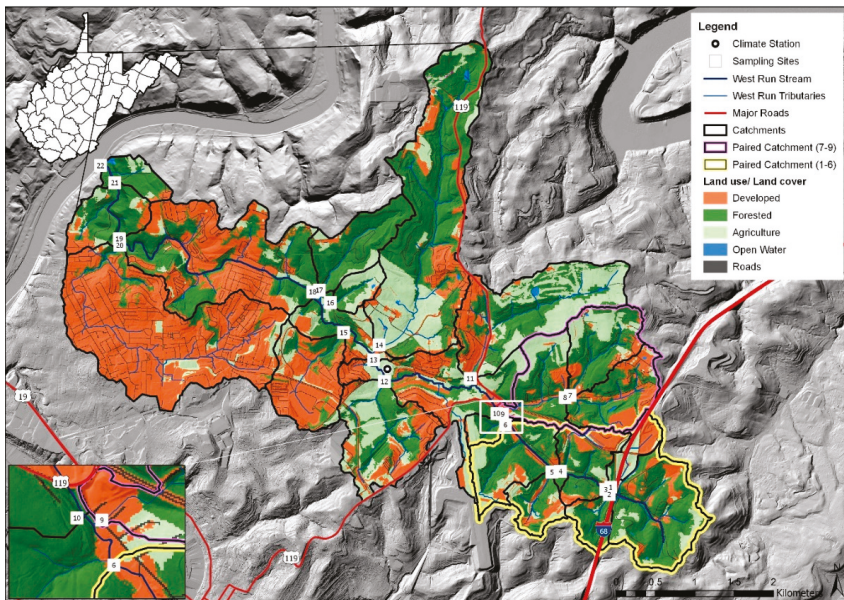 Legend
Climate Station
Sampling Sites
West Run Stream
West Run Tributaries
Major Roads
Catchments
Paired Catchment (7-9)
Paired Catchment (1-6)
Land use/ Land cover
Developed
Forested
Agriculture
Open Water
Roads
119
22
21
19
20
18 17
16
15
14
13
12
11
8 7
10 9
6
5 4
3 1
2
19
68
119
119
10
9
6
N
0 0.5 1 2
Kilometers